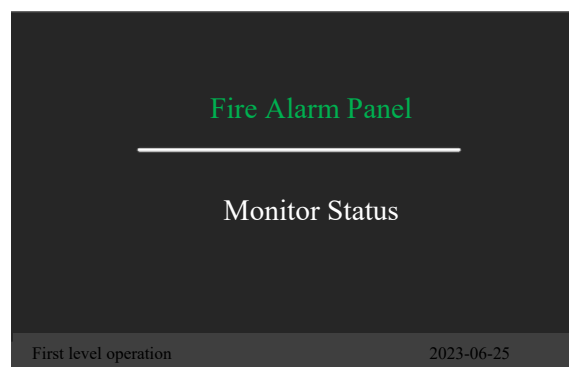 Fire Alarm Panel
Monitor Status
First level operation 2023-06-25